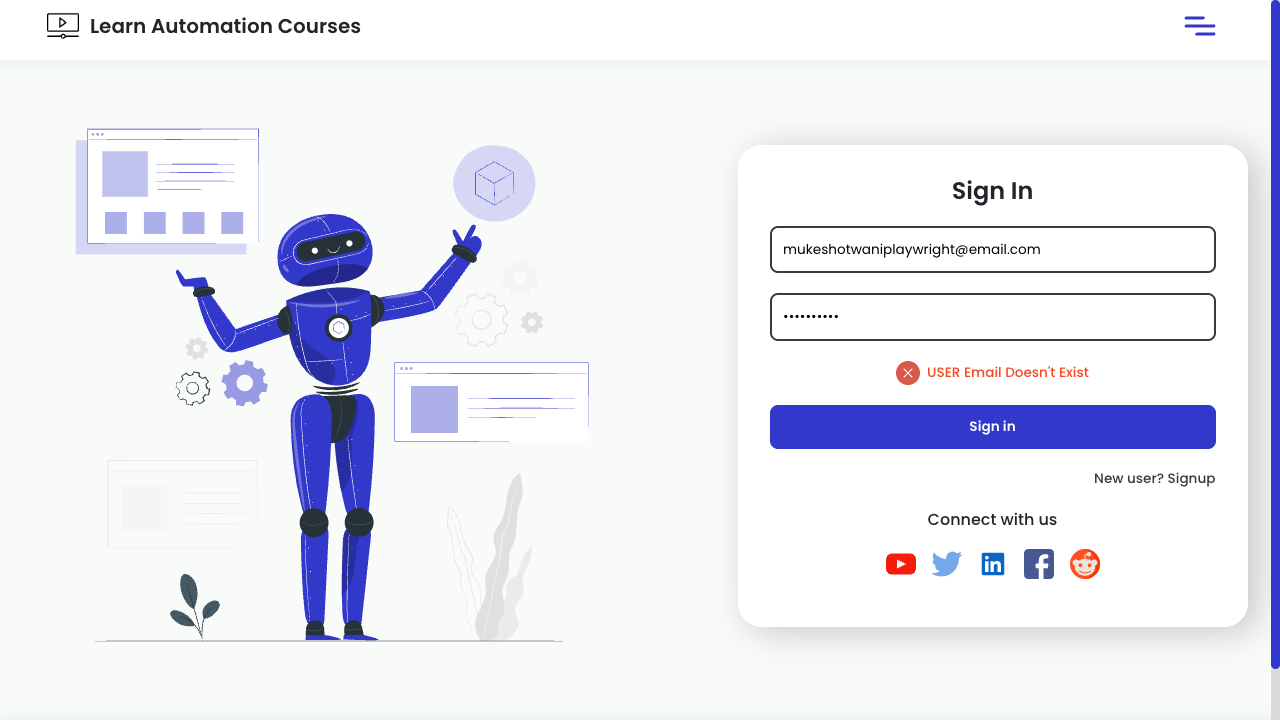 Learn Automation Courses
Sign In
mukeshotwaniplaywright@email.com
••••••••••
USER Email Doesn't Exist
Sign in
New user? Signup
Connect with us
in